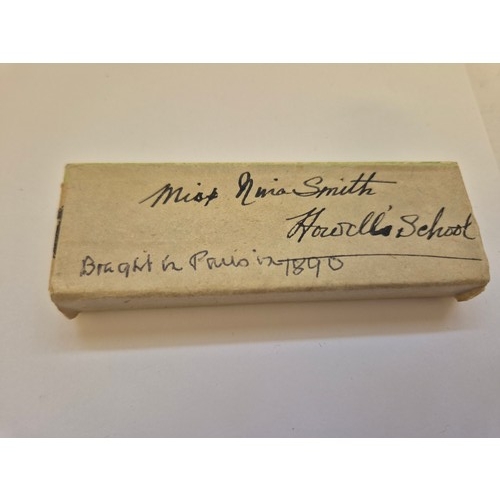 Miss Nina Smith
Howell's School
Bought in Paris in 1890